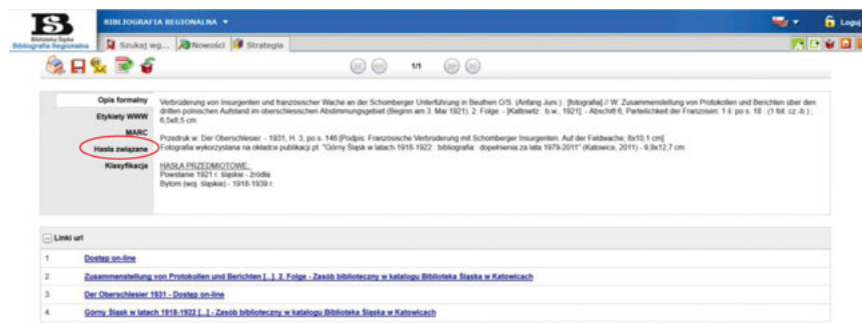 BIBLIOGRAFIA REGIONALNA
Loguj
IS
Biblioteka Śląska
Bibliografia Regionalna
Szukaj wg... Nowości Strategia
1/1
Opis formalny
Etykiety WWW
MARC
Hasła związane
Klasyfikacja
Verbrüderung von Insurgenten und französischer Wache an der Schomberger Unterführung in Beuthen O/S. (Anfang Juni) : [fotografia] // W: Zusammenstellung von Protokollen und Berichten über den
dritten polnischen Aufstand im oberschlesischen Abstimmungsgebiet (Beginn am 3. Mai 1921). 2. Folge. - [Kattowitz : b.w., 1921]. - Abschnitt 6, Parteilichkeit der Franzosen: 1 il. po s. 18 : (1 fot. cz.-b.) ;
6,5x8,5 cm
Przedruk w: Der Oberschlesier. - 1931, H. 3, po s. 146 [Podpis: Französische Verbrüderung mit Schomberger Insurgenten. Auf der Feldwache; 8x10,1 cm]
Fotografia wykorzystana na okładce publikacji pt. "Górny Śląsk w latach 1918-1922 : bibliografia : dopełnienia za lata 1979-2011" (Katowice, 2011) - 9,9x12,7 cm
HASŁA PRZEDMIOTOWE:
Powstanie 1921 r. śląskie - źródła
Bytom (woj. śląskie) - 1918-1939 r.
Linki url
1. Dostęp on-line
2. Zusammenstellung von Protokollen und Berichten [...]. 2. Folge - Zasób biblioteczny w katalogu Biblioteka Śląska w Katowicach
3. Der Oberschlesier 1931 - Dostęp on-line
4. Górny Śląsk w latach 1918-1922 [...] - Zasób biblioteczny w katalogu Biblioteka Śląska w Katowicach